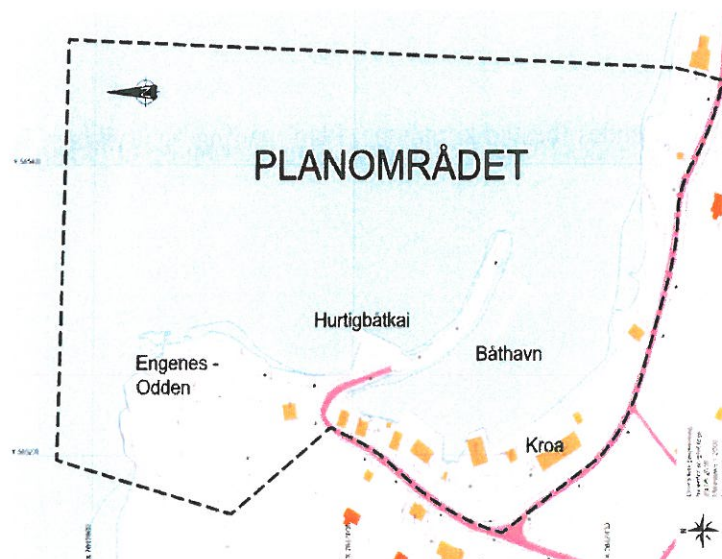 PLANOMRÅDET
Hurtigbåtkai
Båthavn
Engenes -
Odden
Kroa
N